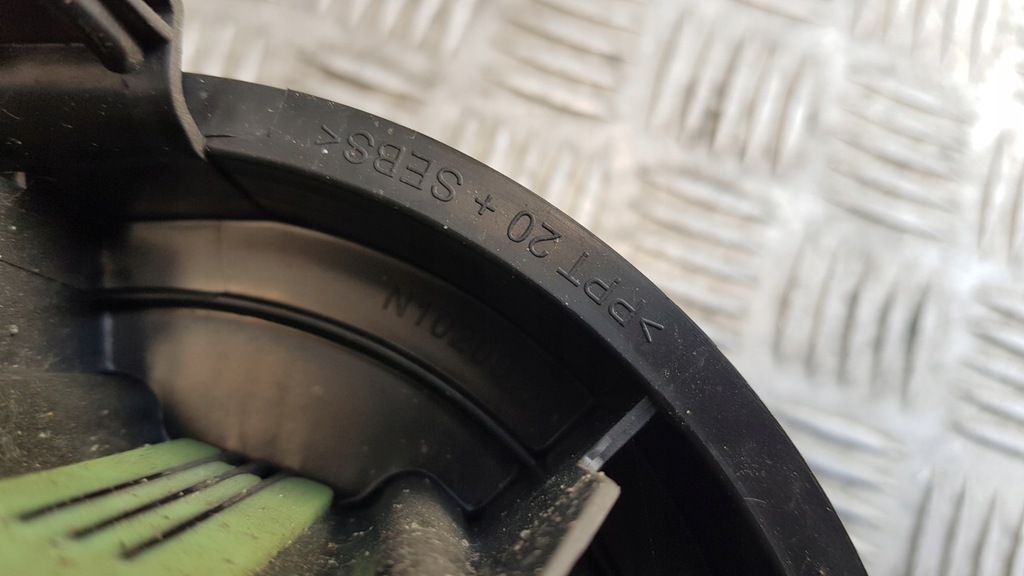 >PPT 20 + SEBS<